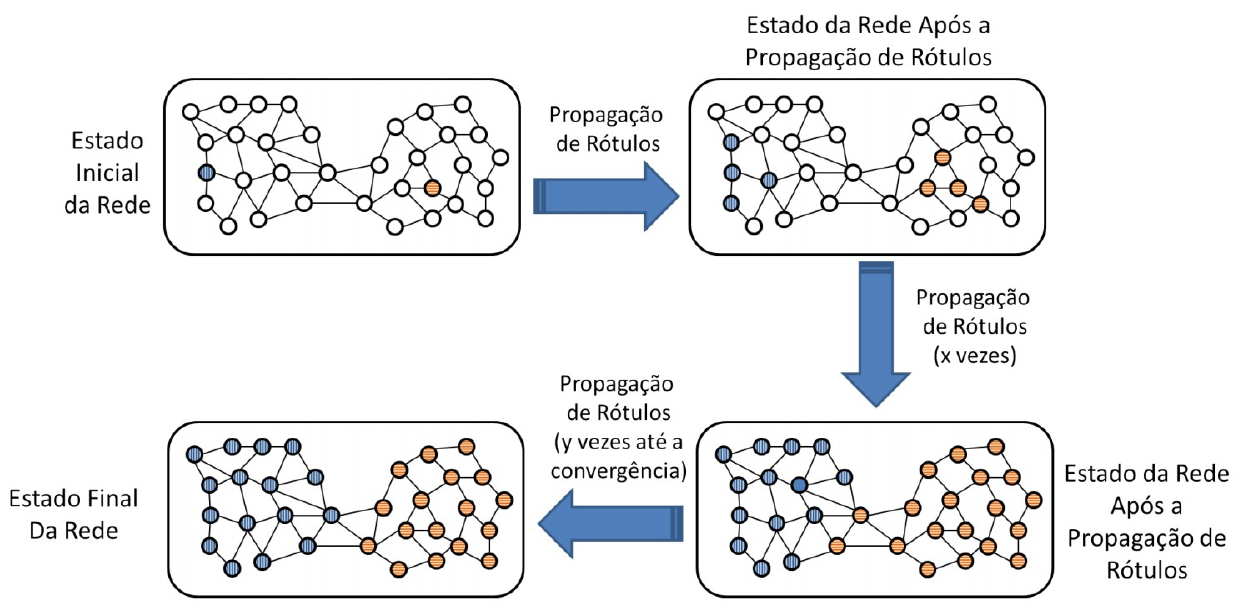 Estado
Inicial
da Rede
Propagação
de Rótulos
Estado da Rede Após a
Propagação de Rótulos
Propagação
de Rótulos
(x vezes)
Estado da Rede
Após a
Propagação de
Rótulos
Propagação
de Rótulos
(y vezes até a
convergência)
Estado Final
Da Rede